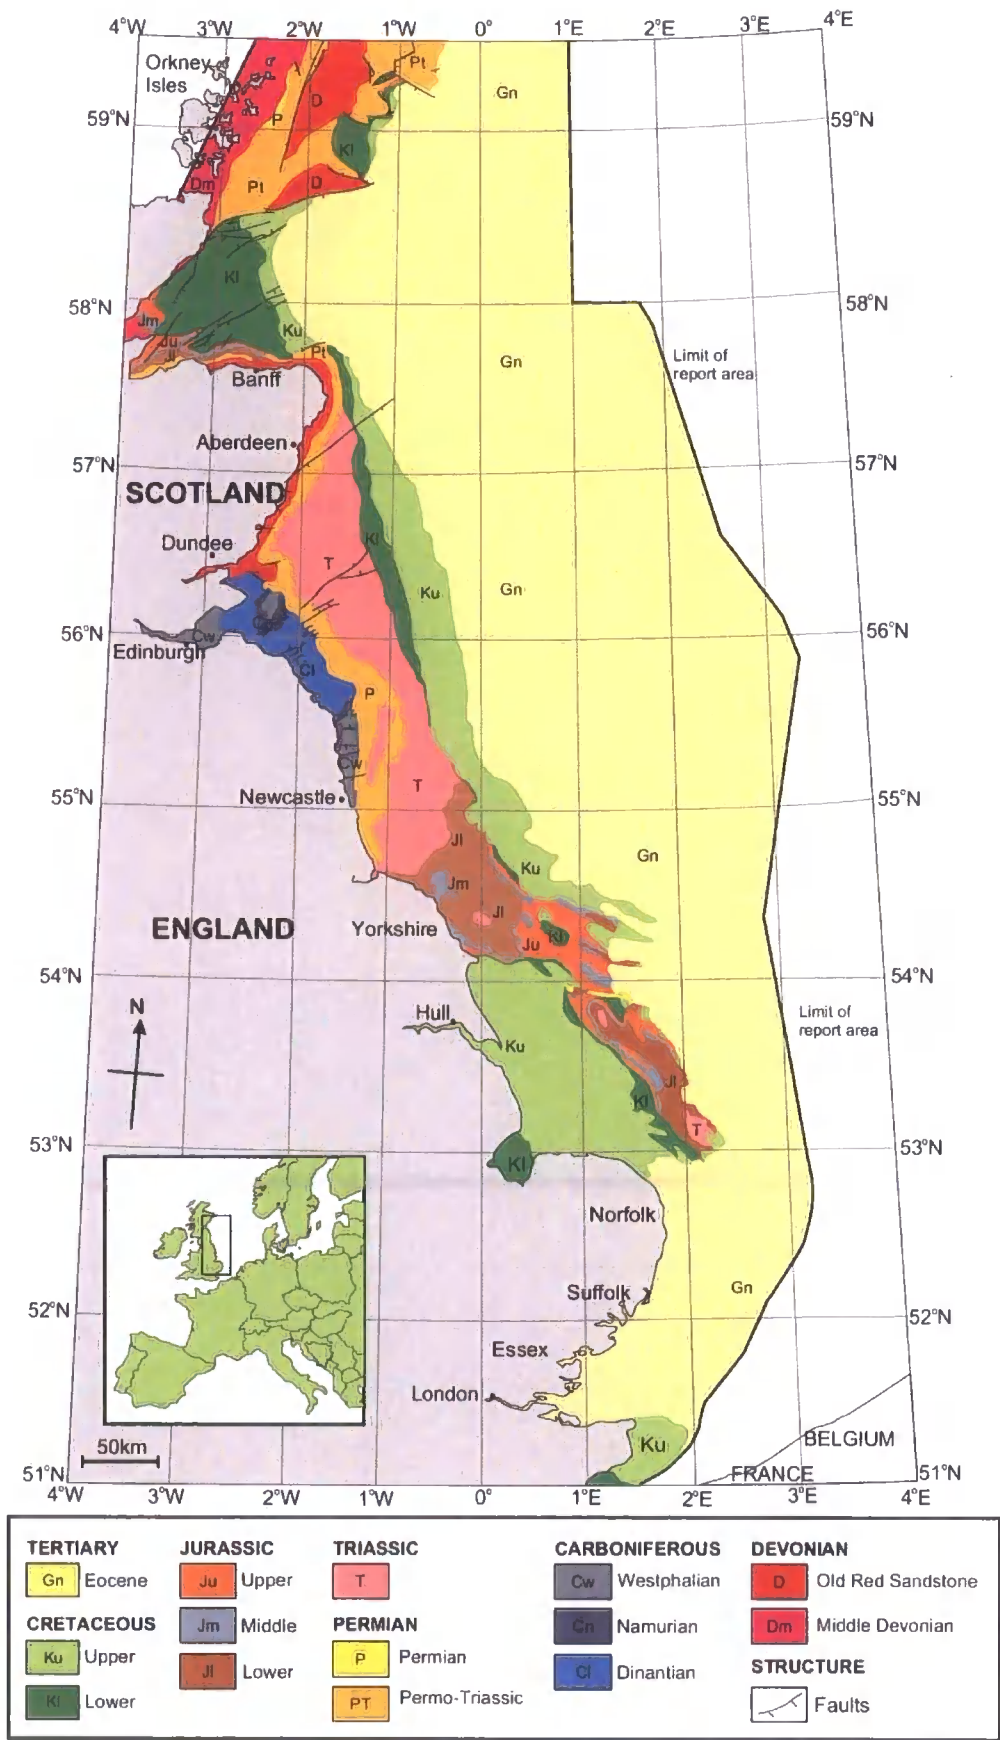 4°W 3°W 2°W 1°W 0° 1°E 2°E 3°E 4°E
Orkney
Isles
Pt
D
Gn
P
59°N
59°N
Kl
Dm
Pt
D
Kl
58°N
58°N
Jm
Ku
Ju
Jl
Pt
Gn
Limit of
report area
Banff
Aberdeen
57°N
57°N
SCOTLAND
Kl
Dundee
T
Ku
Gn
56°N
56°N
Cw
Edinburgh
Cl
P
Cw
T
Newcastle
55°N
55°N
Jl
Gn
Ku
Jm
Jl
ENGLAND
Yorkshire
Ju
Kl
54°N
54°N
N
Hull
Limit of
report area
Ku
Jl
Kl
T
53°N
53°N
Kl
Norfolk
Suffolk
Gn
52°N
52°N
Essex
London
50km
Ku
BELGIUM
FRANCE
51°N
51°N
4°W 3°W 2°W 1°W 0° 1°E 2°E 3°E 4°E
TERTIARY
Gn Eocene
CRETACEOUS
Ku Upper
Kl Lower
JURASSIC
Ju Upper
Jm Middle
Jl Lower
TRIASSIC
T
PERMIAN
P Permian
PT Permo-Triassic
CARBONIFEROUS
Cw Westphalian
Cn Namurian
Cl Dinantian
DEVONIAN
D Old Red Sandstone
Dm Middle Devonian
STRUCTURE
Faults